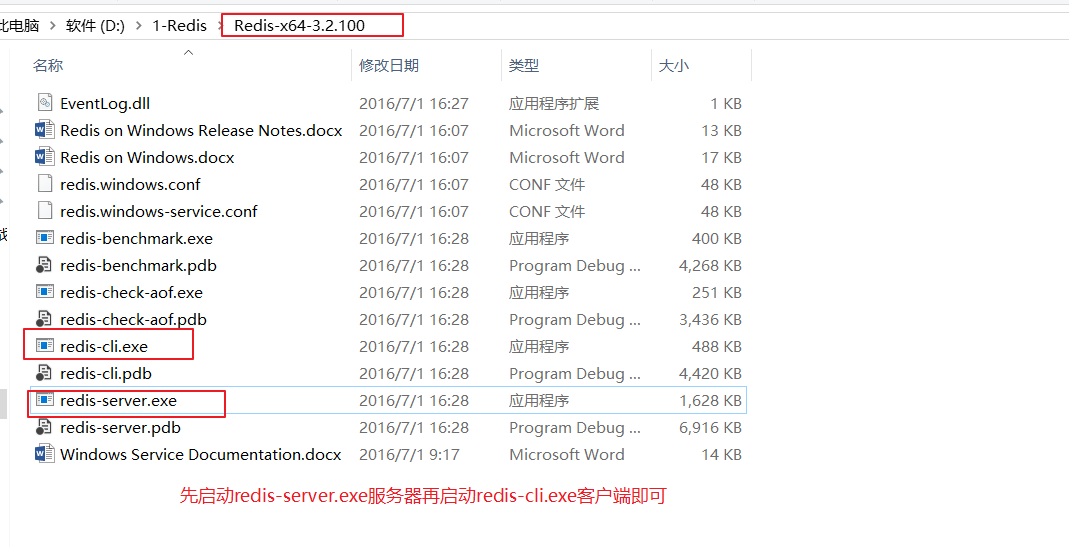 此电脑 > 软件 (D:) > 1-Redis > Redis-x64-3.2.100
名称 修改日期 类型 大小
EventLog.dll 2016/7/1 16:27 应用程序扩展 1 KB
Redis on Windows Release Notes.docx 2016/7/1 16:07 Microsoft Word 13 KB
Redis on Windows.docx 2016/7/1 16:07 Microsoft Word 17 KB
redis.windows.conf 2016/7/1 16:07 CONF 文件 48 KB
redis.windows-service.conf 2016/7/1 16:07 CONF 文件 48 KB
redis-benchmark.exe 2016/7/1 16:28 应用程序 400 KB
redis-benchmark.pdb 2016/7/1 16:28 Program Debug ... 4,268 KB
redis-check-aof.exe 2016/7/1 16:28 应用程序 251 KB
redis-check-aof.pdb 2016/7/1 16:28 Program Debug ... 3,436 KB
redis-cli.exe 2016/7/1 16:28 应用程序 488 KB
redis-cli.pdb 2016/7/1 16:28 Program Debug ... 4,420 KB
redis-server.exe 2016/7/1 16:28 应用程序 1,628 KB
redis-server.pdb 2016/7/1 16:28 Program Debug ... 6,916 KB
Windows Service Documentation.docx 2016/7/1 9:17 Microsoft Word 14 KB
先启动redis-server.exe服务器再启动redis-cli.exe客户端即可